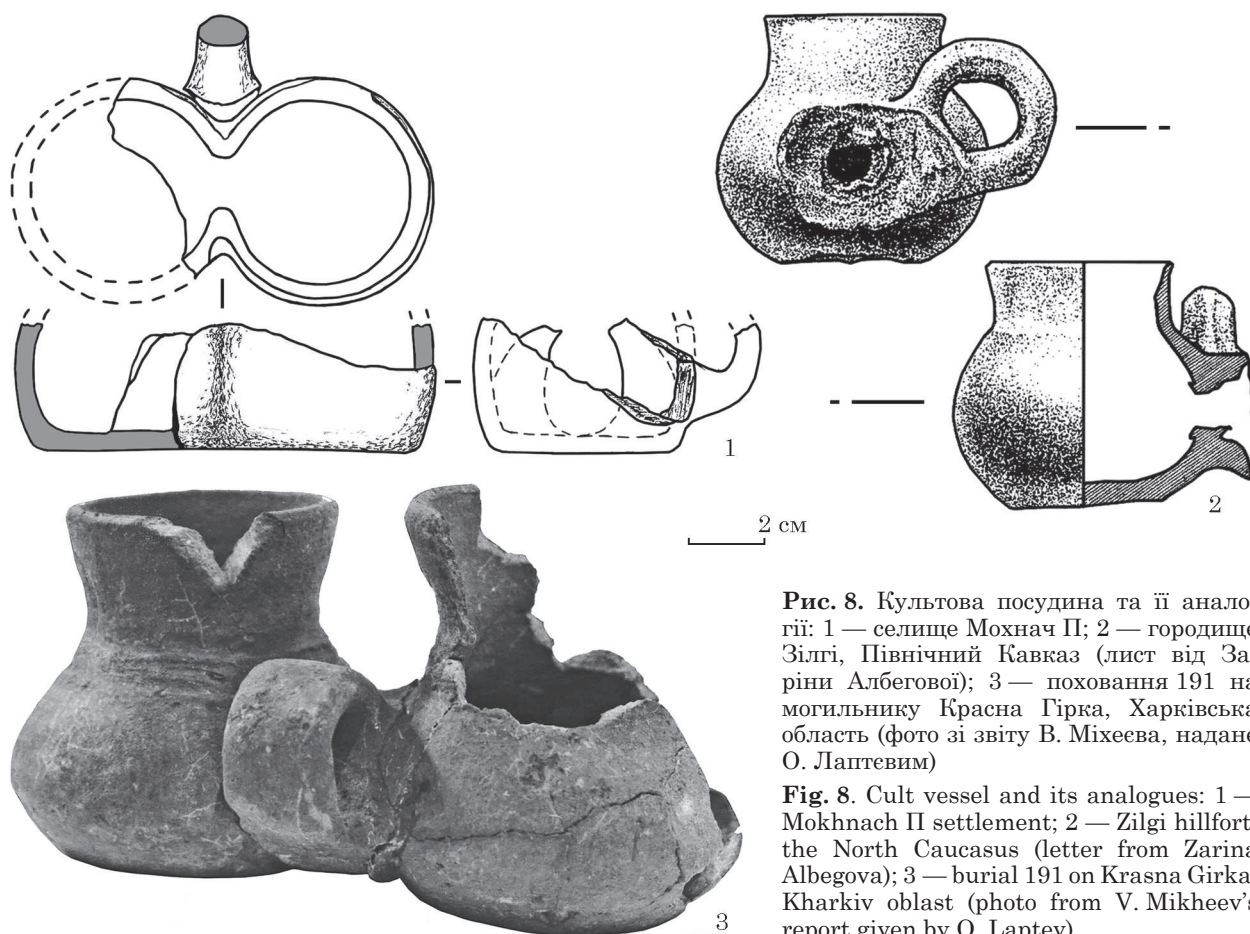 1
2
2 см
3
Рис. 8. Культова посудина та її анало-
гії: 1 — селище Мохнач П; 2 — городище
Зілгі, Північний Кавказ (лист від За-
ріни Албегової); 3 — поховання 191 на
могильнику Красна Гірка, Харківська
область (фото зі звіту В. Міхеєва, надане
О. Лаптєвим)
Fig. 8. Cult vessel and its analogues: 1 —
Mokhnach П settlement; 2 — Zilgi hillfort
the North Caucasus (letter from Zarina
Albegova); 3 — burial 191 on Krasna Girka
Kharkiv oblast (photo from V. Mikheev's
report given by O. Laptev)